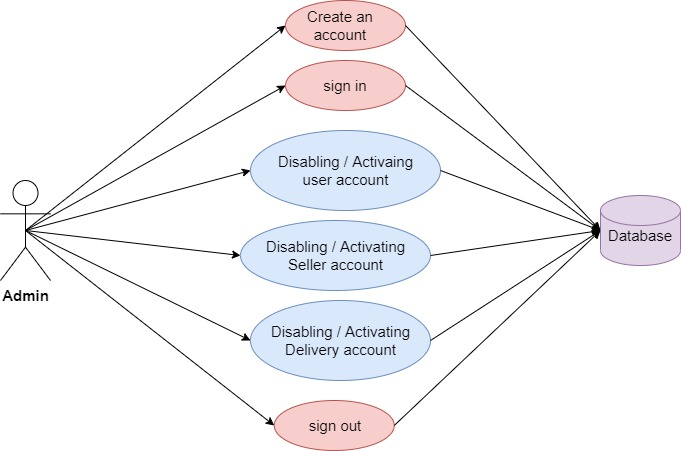 Create an
account
sign in
Disabling / Activaing
user account
Disabling / Activating
Seller account
Database
Admin
Disabling / Activating
Delivery account
sign out